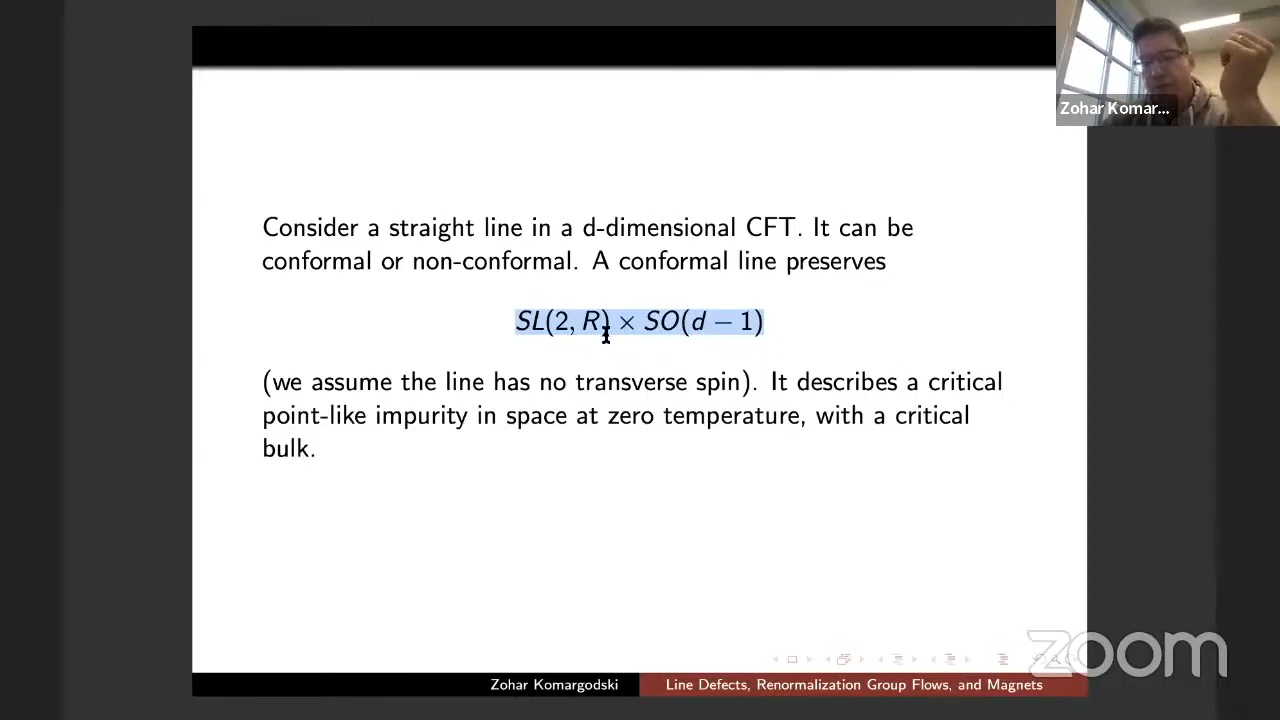 Zohar Komar...
Consider a straight line in a d-dimensional CFT. It can be
conformal or non-conformal. A conformal line preserves
SL(2, R) × SO(d − 1)
(we assume the line has no transverse spin). It describes a critical
point-like impurity in space at zero temperature, with a critical
bulk.
zoom
Zohar Komargodski
Line Defects, Renormalization Group Flows, and Magnets